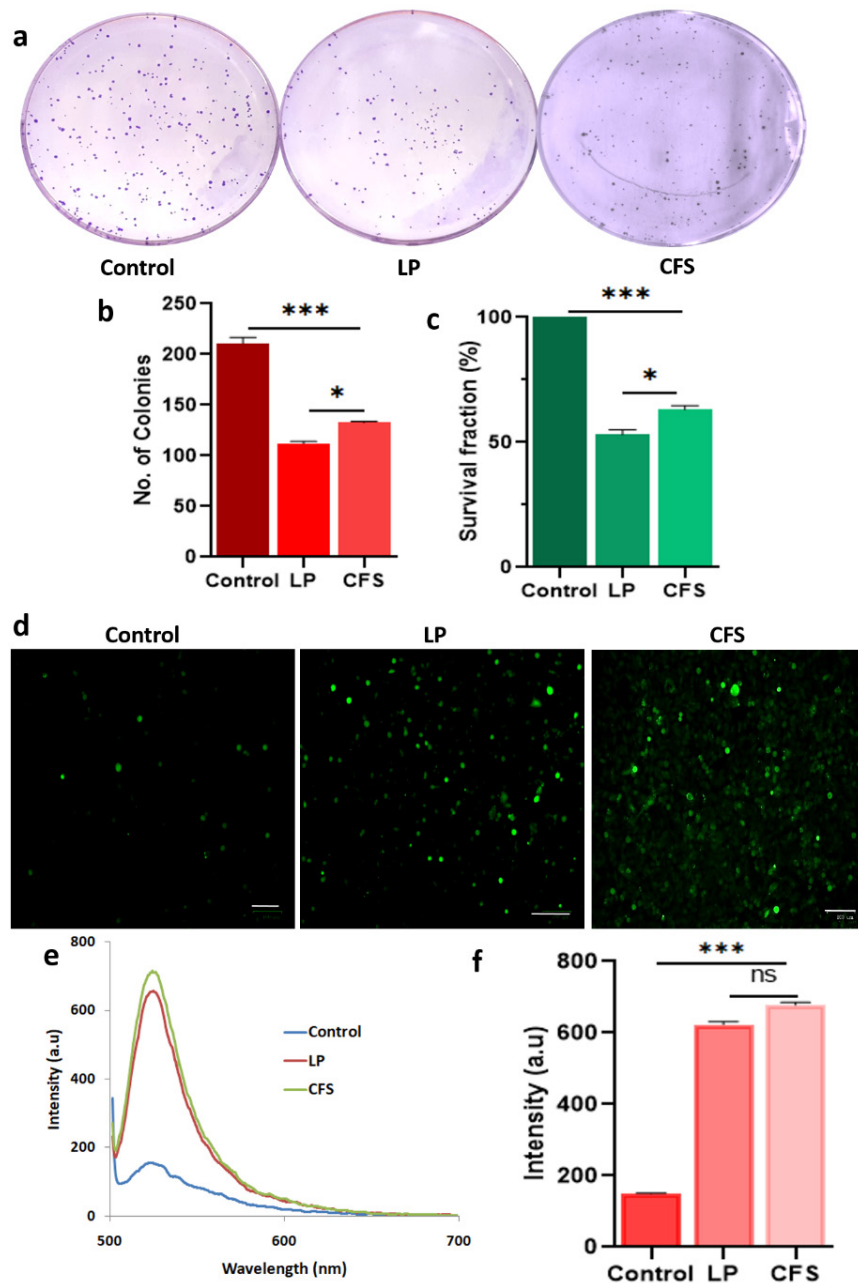 a
Control
LP
CFS
b
***
*
No. of Colonies
250
200
150
100
50
0
Control
LP
CFS
c
***
*
Survival fraction (%)
100
50
0
Control
LP
CFS
d
Control
LP
CFS
e
800
600
400
200
0
Intensity (a.u)
500
600
700
Wavelength (nm)
Control
LP
CFS
f
***
ns
Intensity (a.u)
800
600
400
200
0
Control
LP
CFS